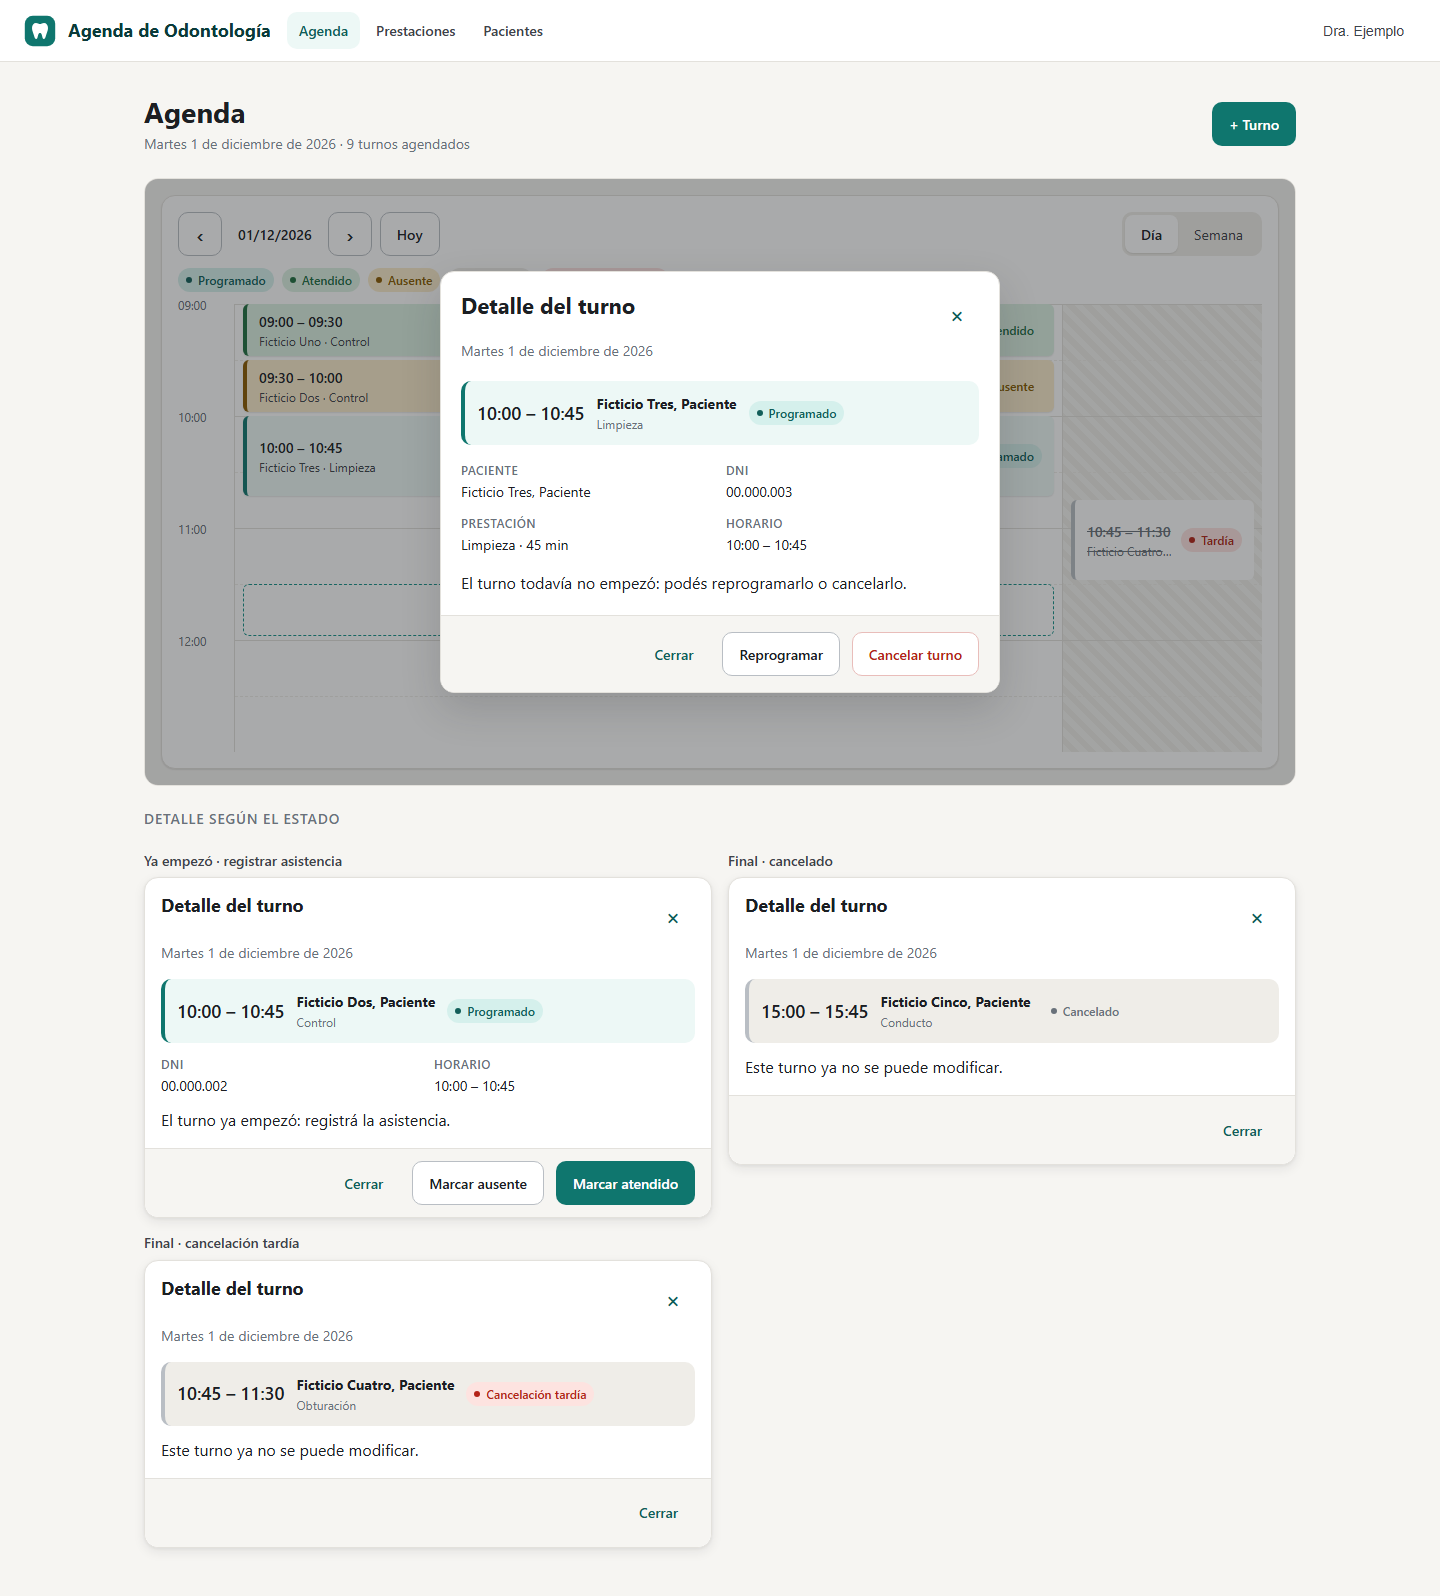 Agenda de Odontología
Agenda
Prestaciones
Pacientes
Dra. Ejemplo
Agenda
Martes 1 de diciembre de 2026 · 9 turnos agendados
+ Turno
‹
01/12/2026
›
Hoy
Día
Semana
Programado
Atendido
Ausente
09:00
09:00 – 09:30
Ficticio Uno · Control
endido
09:30 – 10:00
Ficticio Dos · Control
usente
10:00
10:00 – 10:45
Ficticio Tres · Limpieza
amado
11:00
10:45 – 11:30
Ficticio Cuatro...
Tardía
12:00
Detalle del turno
×
Martes 1 de diciembre de 2026
10:00 – 10:45
Ficticio Tres, Paciente
Limpieza
Programado
PACIENTE
Ficticio Tres, Paciente
DNI
00.000.003
PRESTACIÓN
Limpieza · 45 min
HORARIO
10:00 – 10:45
El turno todavía no empezó: podés reprogramarlo o cancelarlo.
Cerrar
Reprogramar
Cancelar turno
DETALLE SEGÚN EL ESTADO
Ya empezó · registrar asistencia
Detalle del turno
×
Martes 1 de diciembre de 2026
10:00 – 10:45
Ficticio Dos, Paciente
Control
Programado
DNI
00.000.002
HORARIO
10:00 – 10:45
El turno ya empezó: registrá la asistencia.
Cerrar
Marcar ausente
Marcar atendido
Final · cancelado
Detalle del turno
×
Martes 1 de diciembre de 2026
15:00 – 15:45
Ficticio Cinco, Paciente
Conducto
Cancelado
Este turno ya no se puede modificar.
Cerrar
Final · cancelación tardía
Detalle del turno
×
Martes 1 de diciembre de 2026
10:45 – 11:30
Ficticio Cuatro, Paciente
Obturación
Cancelación tardía
Este turno ya no se puede modificar.
Cerrar